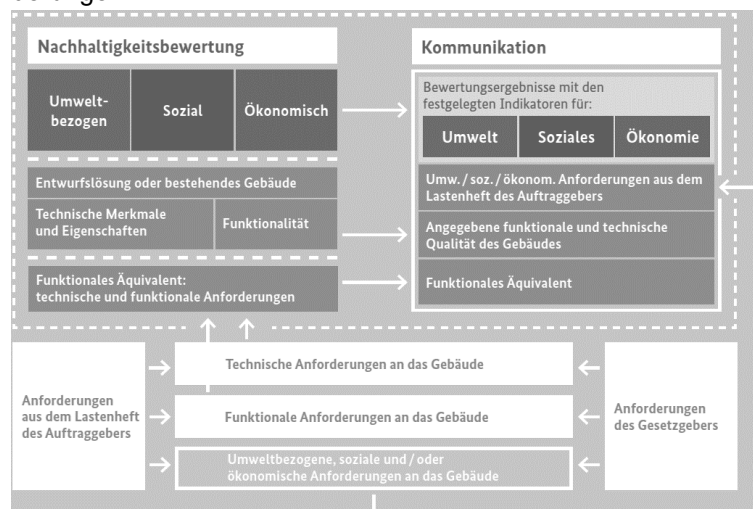 Nachhaltigkeitsbewertung
Umwelt-
bezogen
Sozial
Ökonomisch
Entwurfslösung oder bestehendes Gebäude
Technische Merkmale
und Eigenschaften
Funktionalität
Funktionales Äquivalent:
technische und funktionale Anforderungen
Kommunikation
Bewertungsergebnisse mit den
festgelegten Indikatoren für:
Umwelt
Soziales
Ökonomie
Umw./soz./ökonom. Anforderungen aus dem
Lastenheft des Auftraggebers
Angegebene funktionale und technische
Qualität des Gebäudes
Funktionales Äquivalent
Anforderungen
aus dem Lastenheft
des Auftraggebers
Technische Anforderungen an das Gebäude
Funktionale Anforderungen an das Gebäude
Umweltbezogene, soziale und/oder
ökonomische Anforderungen an das Gebäude
Anforderungen
des Gesetzgebers